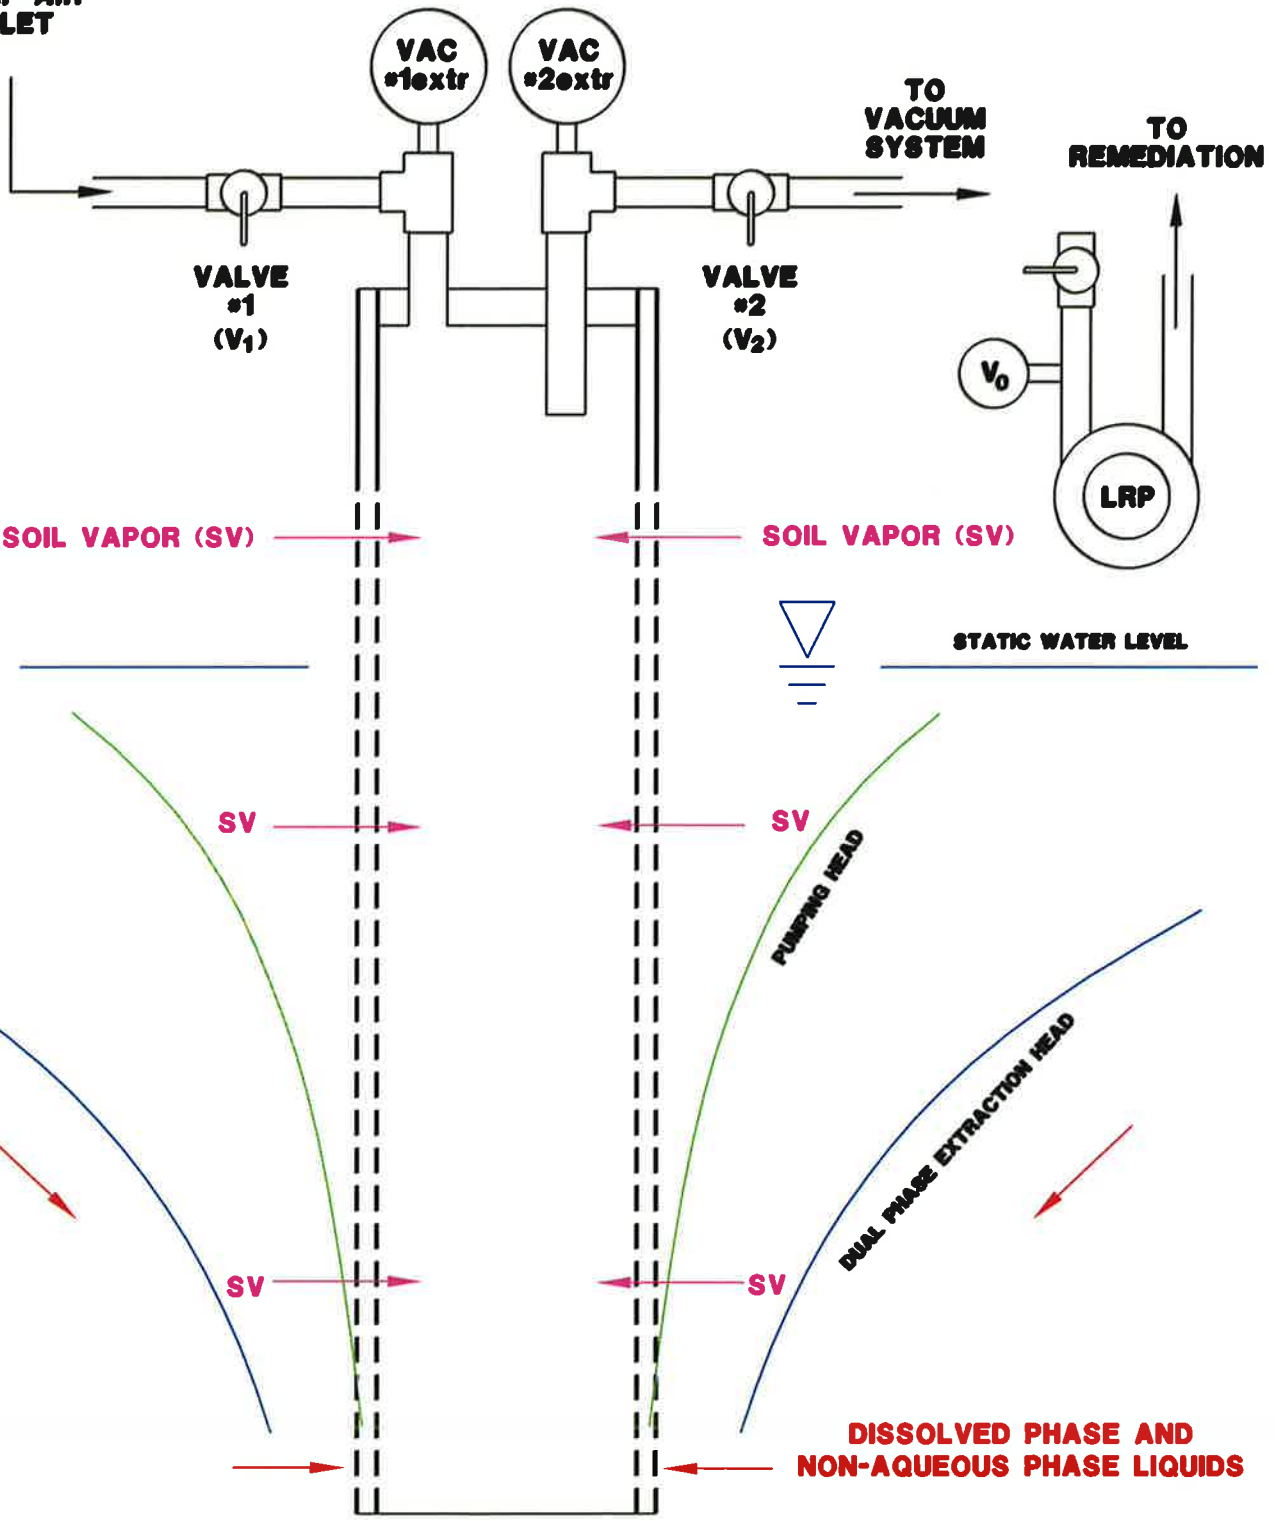 AIR
LET
VAC
#1extr
VAC
#2extr
TO
VACUUM
SYSTEM
TO
REMEDIATION
VALVE
#1
(V1)
VALVE
#2
(V2)
V0
LRP
SOIL VAPOR (SV)
SOIL VAPOR (SV)
STATIC WATER LEVEL
SV
SV
PUMPING HEAD
DUAL PHASE EXTRACTION HEAD
SV
SV
DISSOLVED PHASE AND
NON-AQUEOUS PHASE LIQUIDS